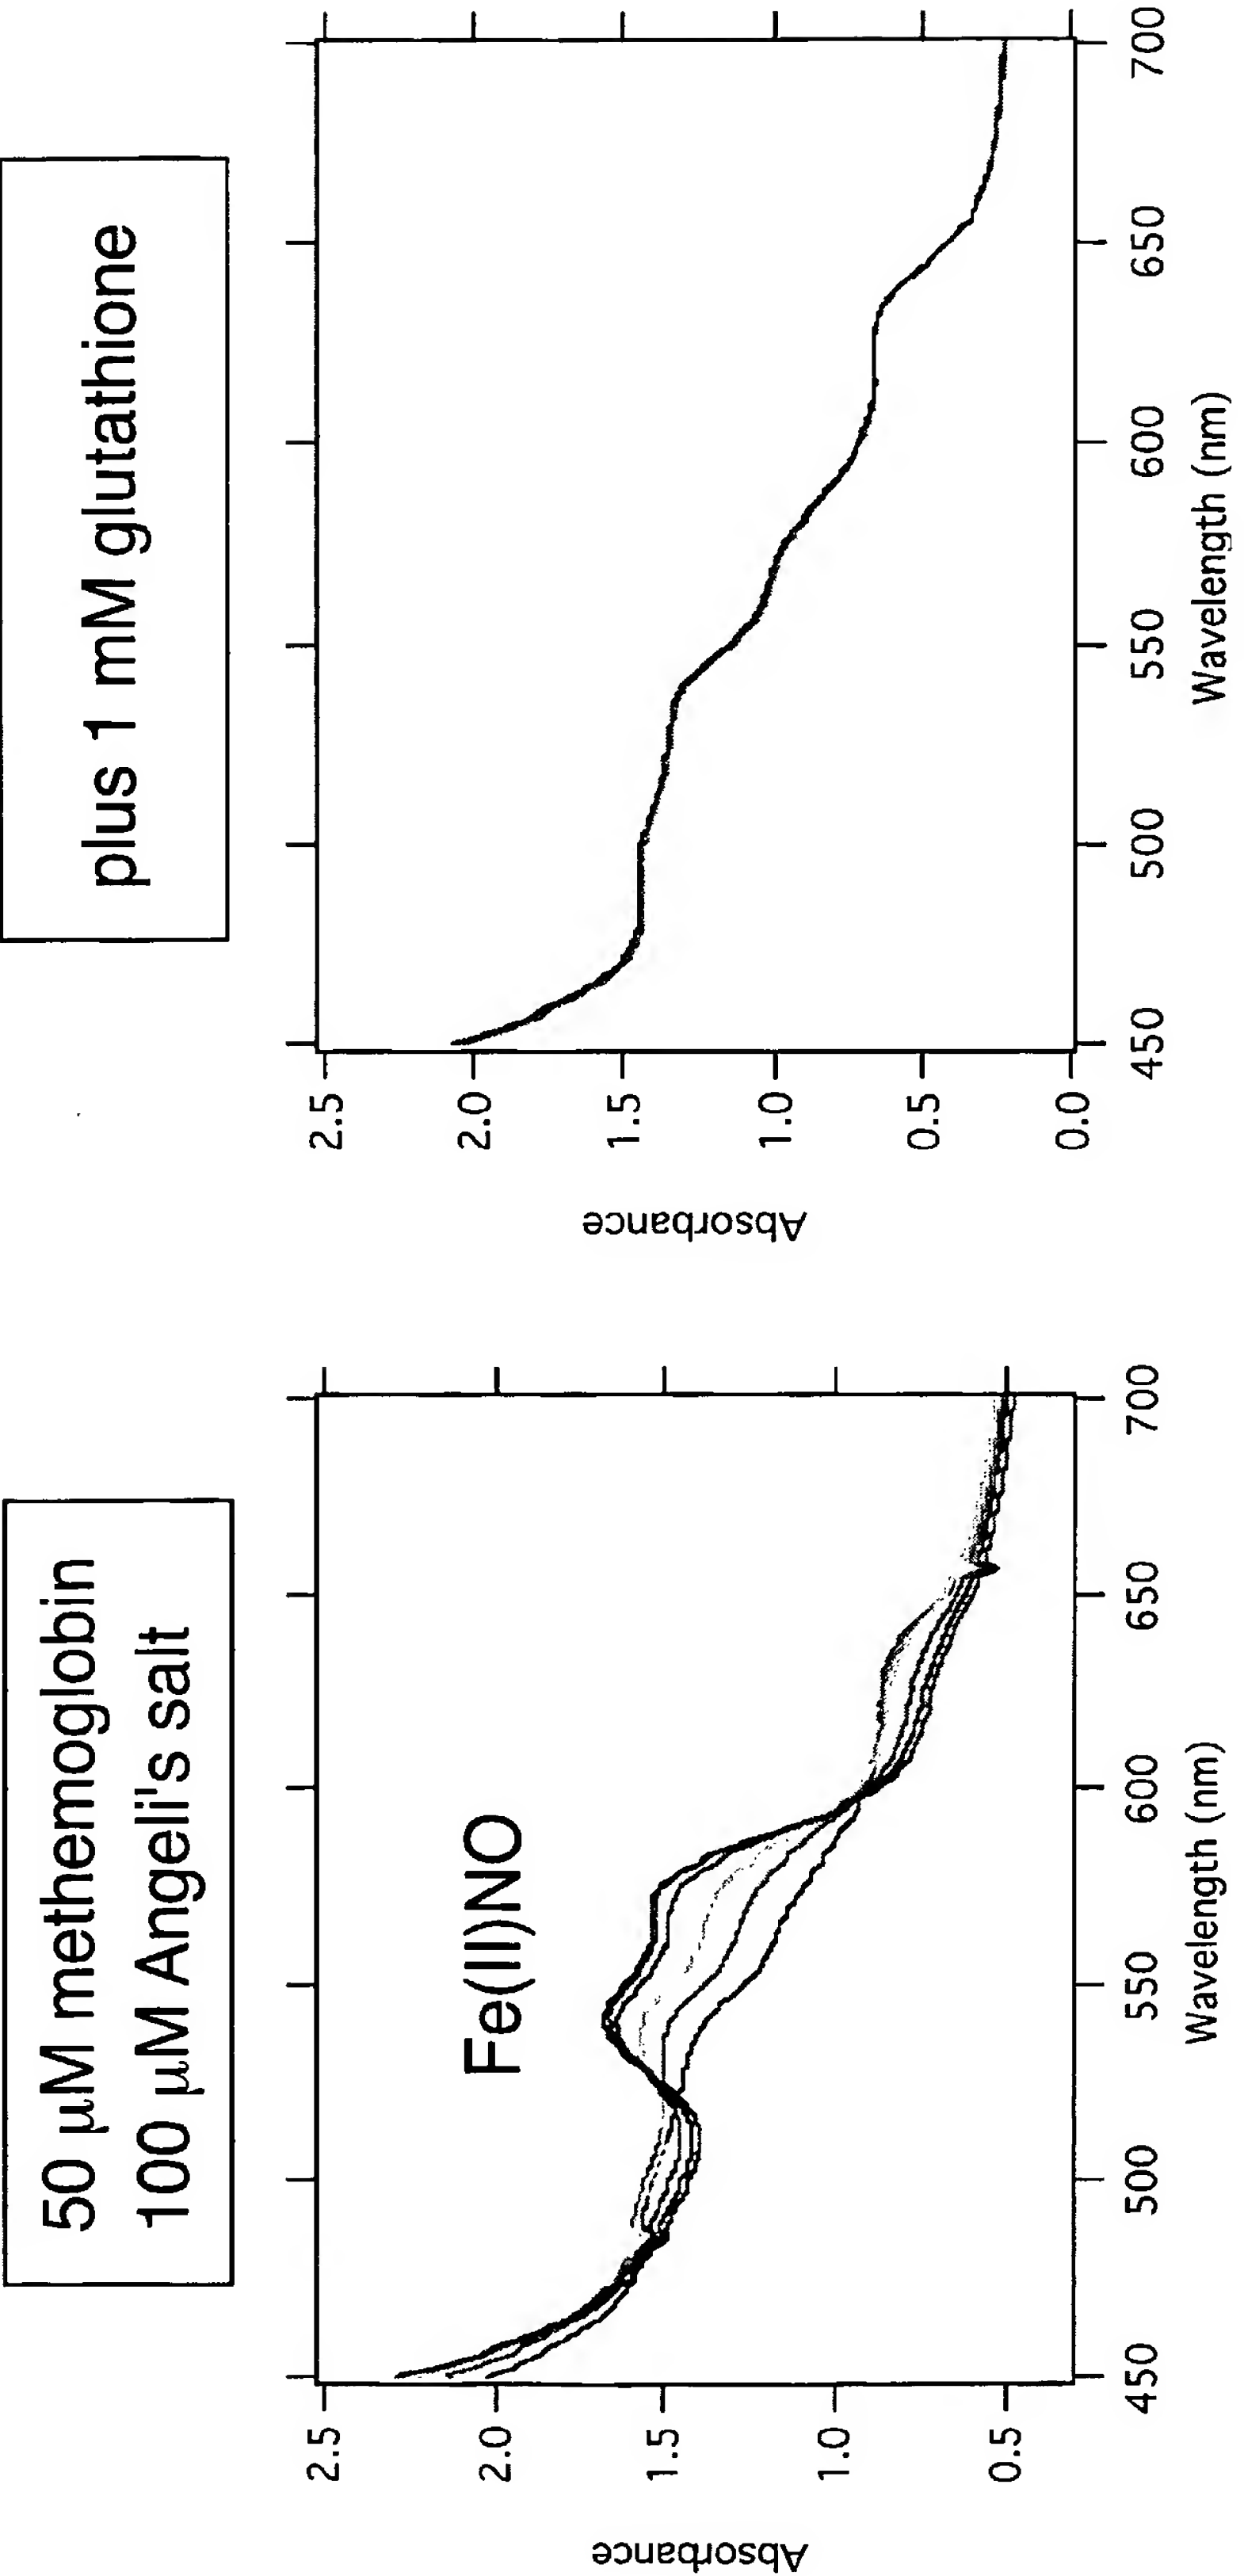 50 μM methemoglobin
100 μM Angeli's salt
Fe(II)NO
Absorbance
2.5
2.0
1.5
1.0
0.5
450 500 550 600 650 700
Wavelength (nm)
plus 1 mM glutathione
Absorbance
2.5
2.0
1.5
1.0
0.5
0.0
450 500 550 600 650 700
Wavelength (nm)